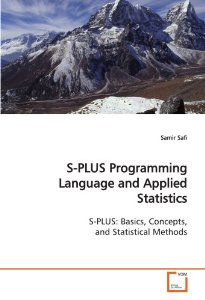 Samir Safi
S-PLUS Programming
Language and Applied
Statistics
S-PLUS: Basics, Concepts,
and Statistical Methods
VDM